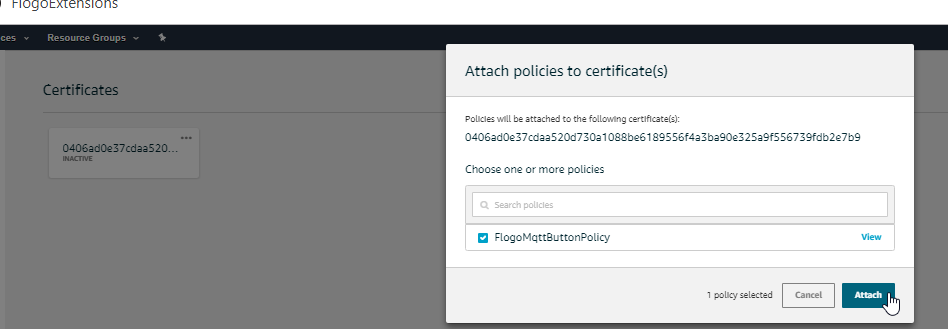 FlogoExtensions
ces
Resource Groups
Certificates
0406ad0e37cdaa520...
INACTIVE
Attach policies to certificate(s)
Policies will be attached to the following certificate(s):
0406ad0e37cdaa520d730a1088be6189556f4a3ba90e325a9f556739fdb2e7b9
Choose one or more policies
Search policies
FlogoMqttButtonPolicy View
1 policy selected Cancel Attach